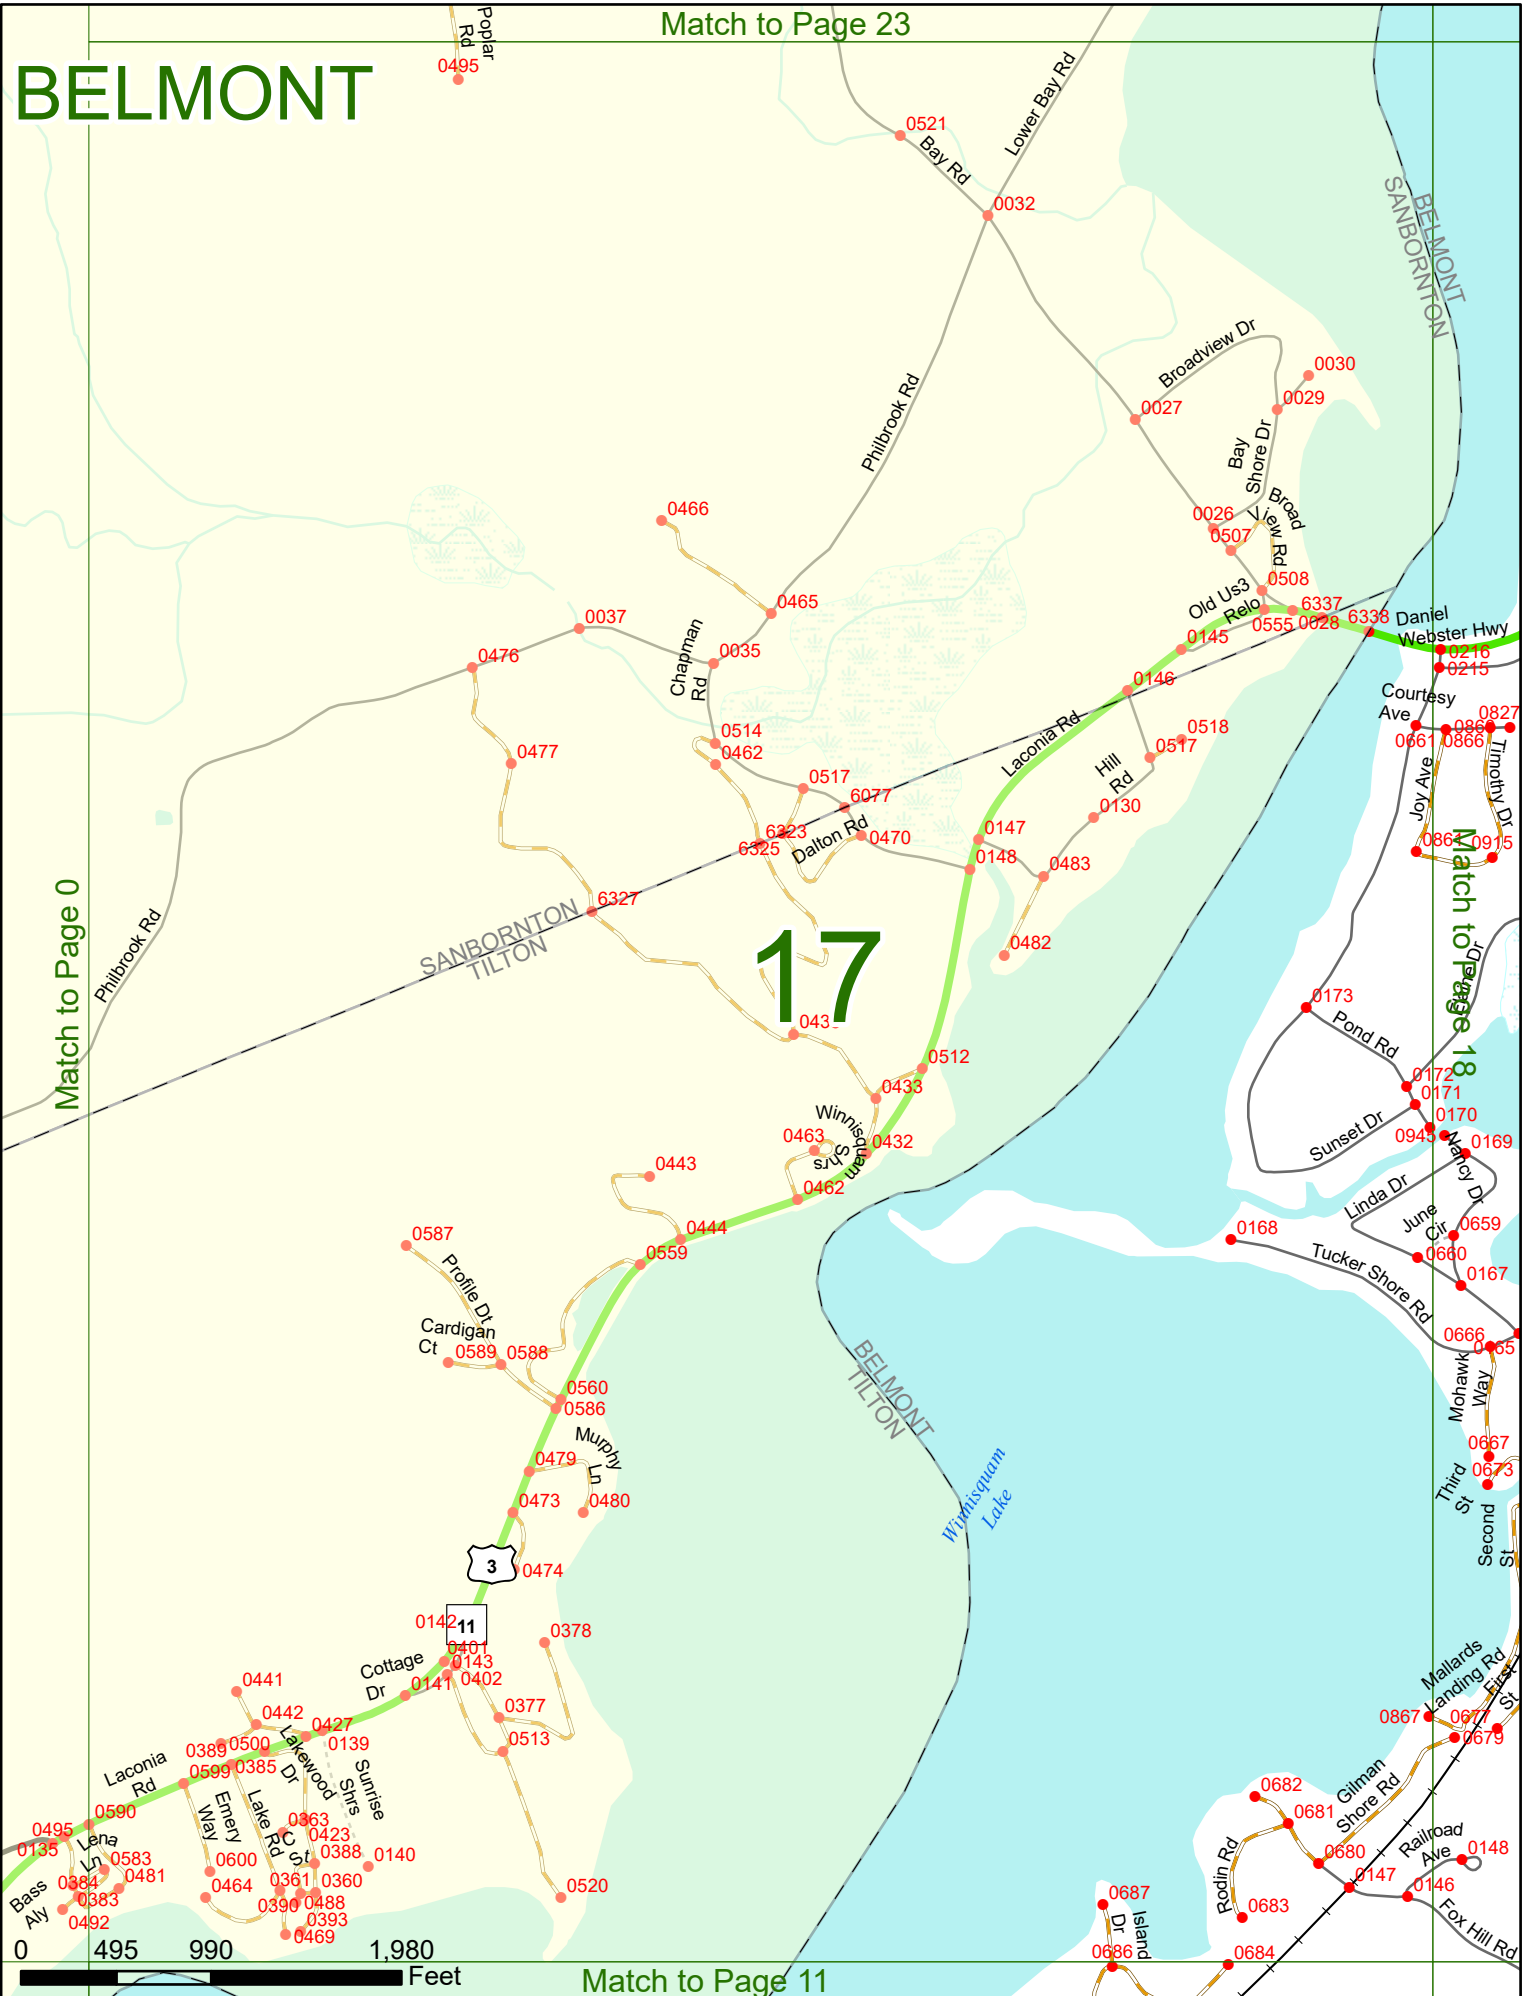 Match to Page 23
BELMONT
Poplar
Rd
0495
0521
Bay Rd
Lower Bay Rd
0032
BELMONT
SANBORNTON
Broadview Dr
0030
0029
0027
Philbrook Rd
Bay
Shore Dr
Broad
View Rd
0026
0507
0466
0508
Old Us3
Relo
6337
0555
0028
6338
Daniel
Webster Hwy
0216
0215
0465
0037
0035
0145
0476
Chapman
Rd
0146
Courtesy
Ave
0827
0661
0866
0514
0462
0518
0517
0477
Laconia Rd
Hill
Rd
Joy Ave
Timothy Dr
0517
6077
0130
6323
6325
Dalton Rd
0470
0147
0148
0483
0861
0915
Match to Page 0
Match to Page 18
6327
SANBORNTON
TILTON
17
0482
Philbrook Rd
0173
Pond Rd
0512
0433
0172
0171
0170
0945
0169
Nancy Dr
Sunset Dr
Winnisquam
Shrs
0463
0432
0443
0462
Linda Dr
June
Cir
0659
0660
0167
0168
Tucker Shore Rd
0444
0559
0587
Profile Dt
Cardigan
Ct
0589
0588
0666
Mohawk
Way
BELMONT
TILTON
0560
0586
Murphy
Ln
0479
0480
0473
0667
0673
Third
St
Second
St
Winnisquam
Lake
3
0474
11
0142
0401
0143
0402
0378
Cottage
Dr
0141
0377
0513
Mallards
Landing Rd
First
St
0867
0677
0679
0441
0442
0427
0139
0389
0500
0385
Lakewood
Dr
Sunrise
Shrs
Laconia
Rd
0599
0590
Emery
Way
Lake Rd
Gilman
Shore Rd
0682
0681
0680
Rodin Rd
Railroad
Ave
0148
0147
0146
Fox Hill Rd
0495
0135
Lena
Ln
0583
0481
0384
0383
0492
Bass
Aly
0363
0423
0388
0140
0600
0464
0361
0360
0390
0488
0393
0469
0520
0687
Island
Dr
0686
0683
0684
0
495
990
1,980
Feet
Match to Page 11